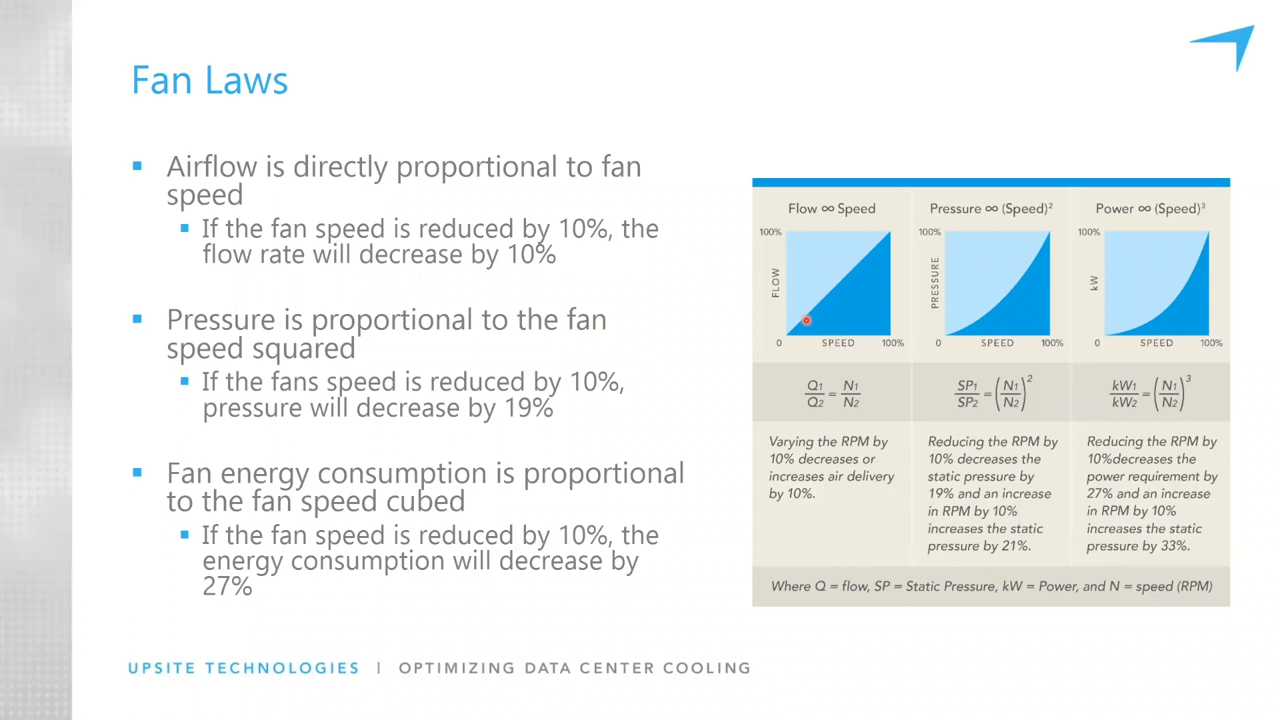 Fan Laws
▪ Airflow is directly proportional to fan
speed
▪ If the fan speed is reduced by 10%, the
flow rate will decrease by 10%
▪ Pressure is proportional to the fan
speed squared
▪ If the fans speed is reduced by 10%,
pressure will decrease by 19%
▪ Fan energy consumption is proportional
to the fan speed cubed
▪ If the fan speed is reduced by 10%, the
energy consumption will decrease by
27%
Flow ∞ Speed
100%
FLOW
0 SPEED 100%
Q1/Q2 = N1/N2
Varying the RPM by
10% decreases or
increases air delivery
by 10%.
Pressure ∞ (Speed)²
100%
PRESSURE
0 SPEED 100%
SP1/SP2 = (N1/N2)²
Reducing the RPM by
10% decreases the
static pressure by
19% and an increase
in RPM by 10%
increases the static
pressure by 21%.
Power ∞ (Speed)³
100%
kW
0 SPEED 100%
kW1/kW2 = (N1/N2)³
Reducing the RPM by
10%decreases the
power requirement by
27% and an increase
in RPM by 10%
increases the static
pressure by 33%.
Where Q = flow, SP = Static Pressure, kW = Power, and N = speed (RPM)
UPSITE TECHNOLOGIES | OPTIMIZING DATA CENTER COOLING